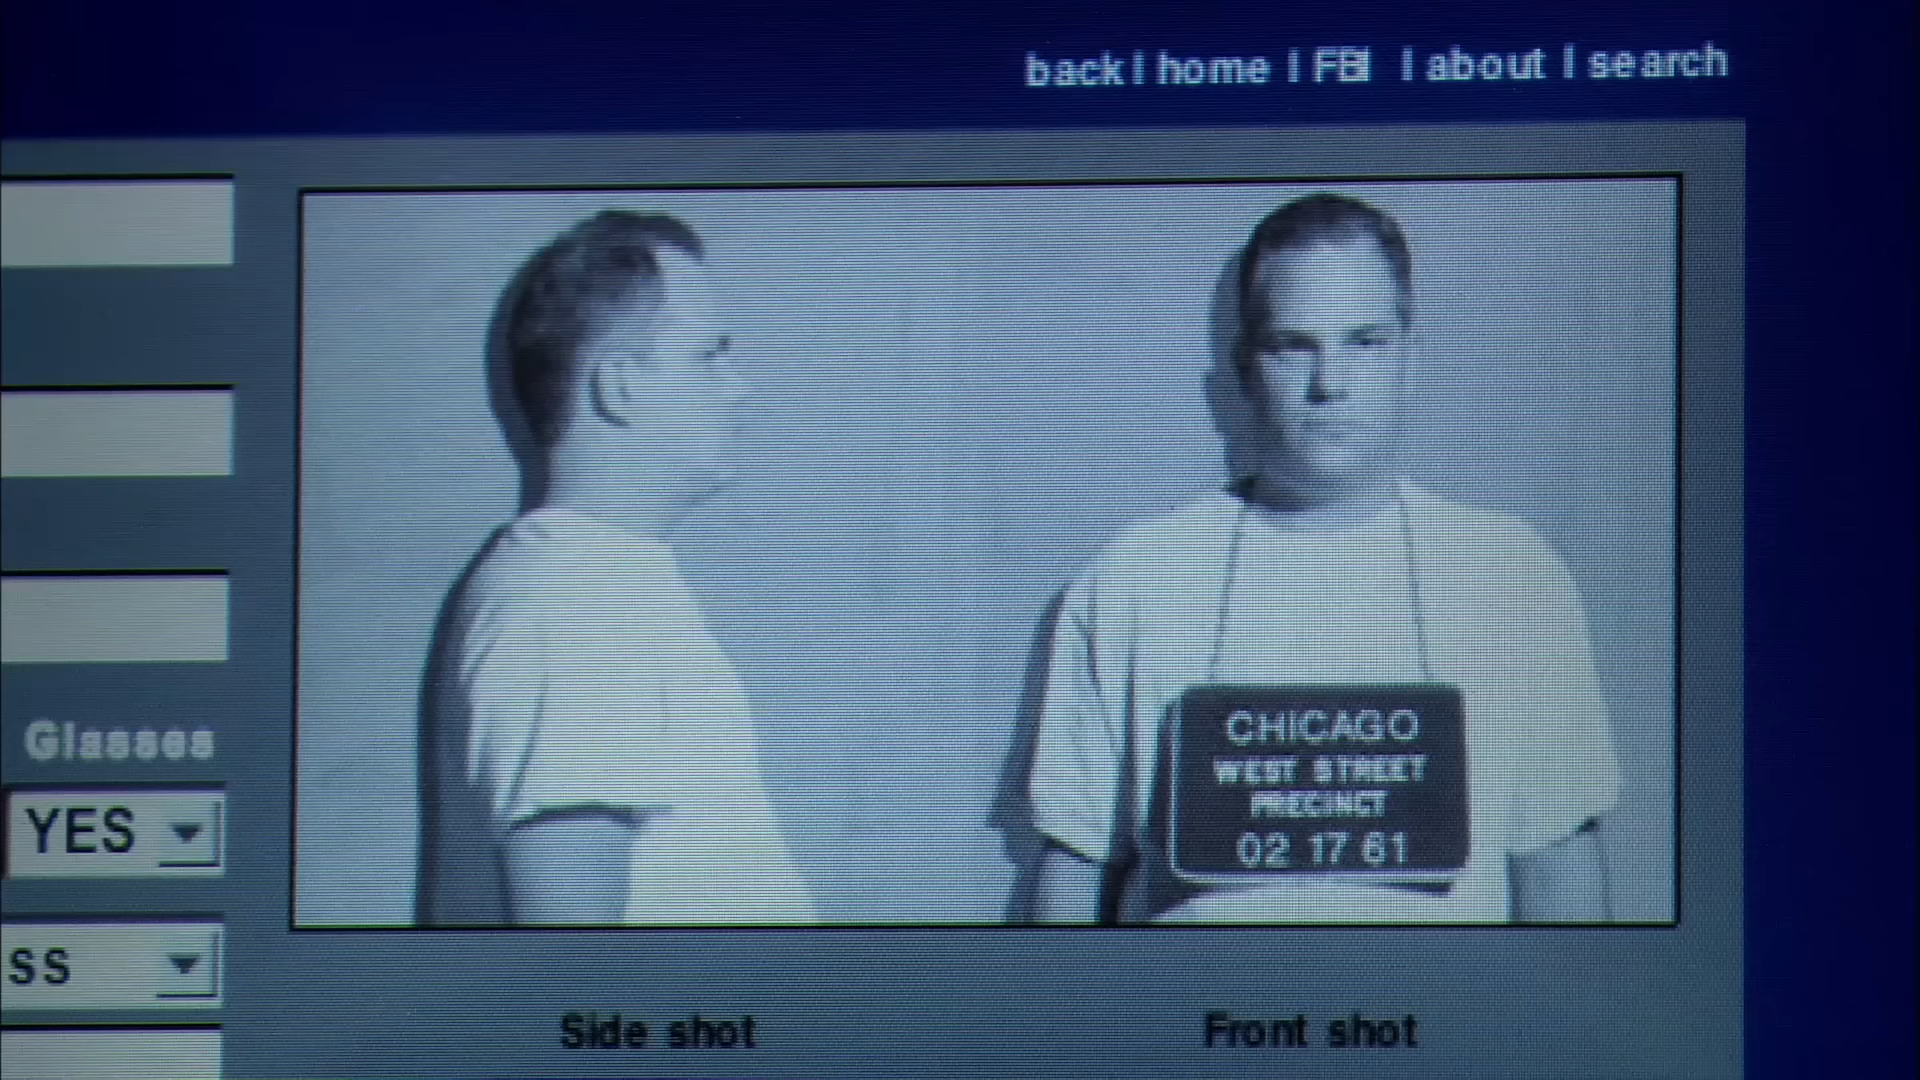 back | home | FBI | about | search
Glasses
YES
SS
CHICAGO
WEST STREET
PRECINCT
02 17 61
Side shot
Front shot